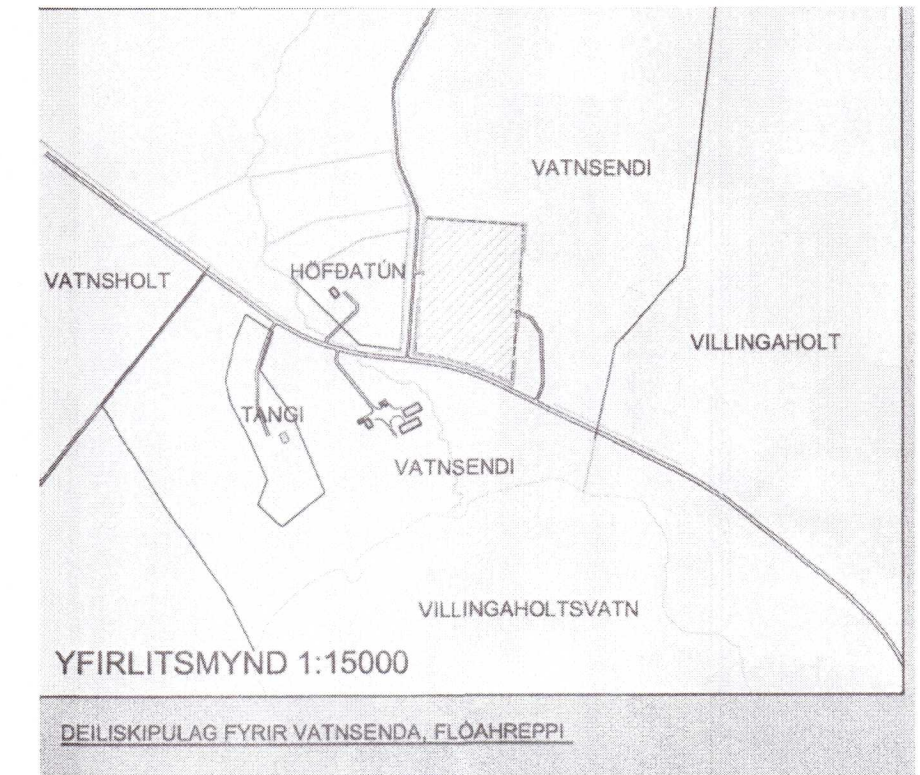 VATNSENDI
VATNSHOLT
HÖFÐATÚN
VILLINGAHOLT
TANGI
VATNSENDI
VILLINGAHOLTSVATN
YFIRLITSMYND 1:15000
DEILISKIPULAG FYRIR VATNSENDA, FLÓAHREPPI